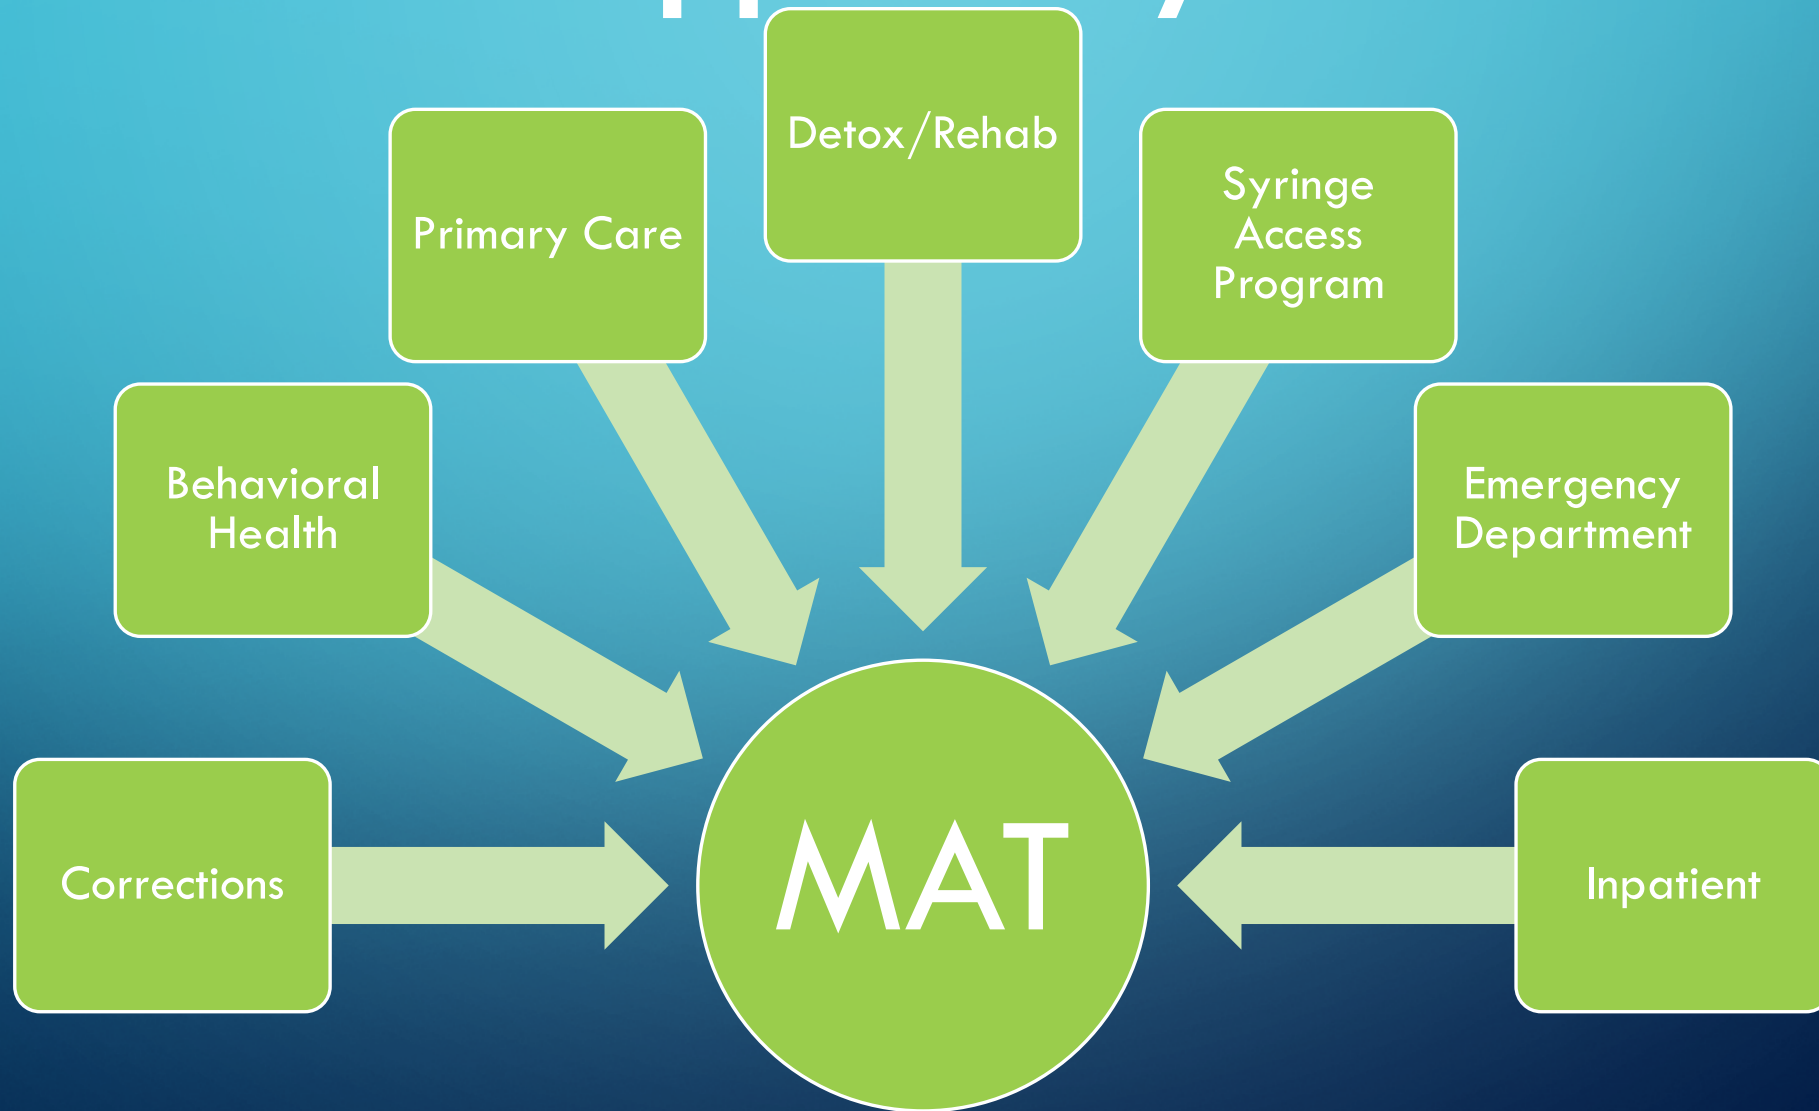 Detox/Rehab
Primary Care
Syringe
Access
Program
Behavioral
Health
Emergency
Department
Corrections
MAT
Inpatient